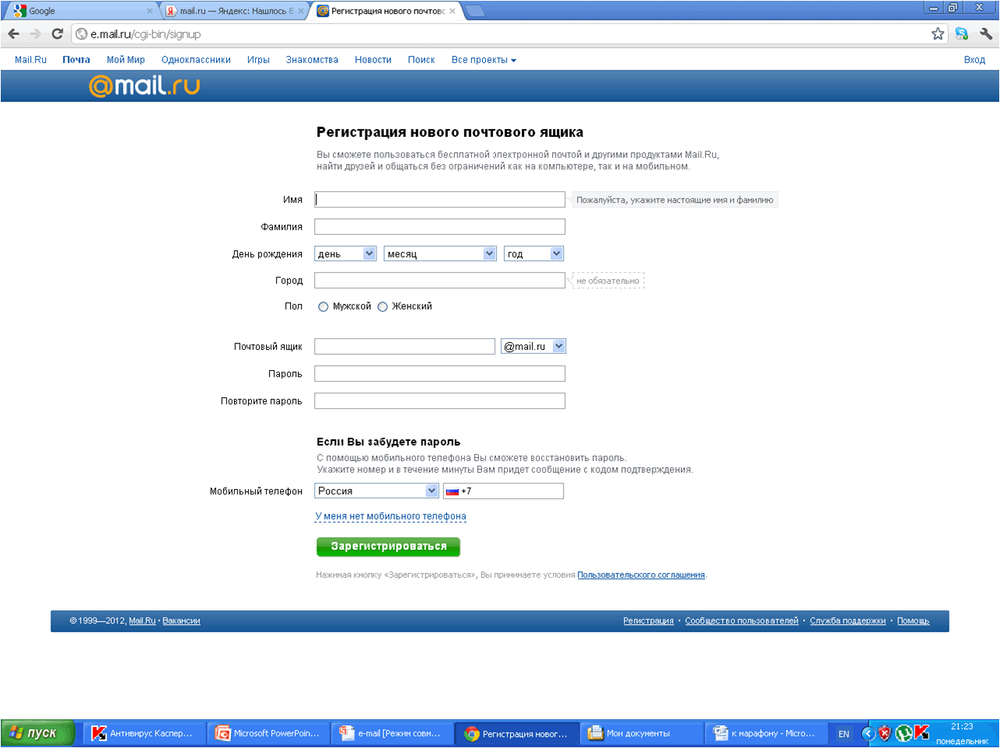 Google
mail.ru — Яндекс: Нашлось 8
Регистрация нового почтово
e.mail.ru/cgi-bin/signup
Mail.Ru Почта Мой Мир Одноклассники Игры Знакомства Новости Поиск Все проекты Вход
@mail.ru
Регистрация нового почтового ящика
Вы сможете пользоваться бесплатной электронной почтой и другими продуктами Mail.Ru,
найти друзей и общаться без ограничений как на компьютере, так и на мобильном.
Имя Пожалуйста, укажите настоящие имя и фамилию
Фамилия
День рождения день месяц год
Город не обязательно
Пол Мужской Женский
Почтовый ящик @mail.ru
Пароль
Повторите пароль
Если Вы забудете пароль
С помощью мобильного телефона Вы сможете восстановить пароль.
Укажите номер и в течение минуты Вам придет сообщение с кодом подтверждения.
Мобильный телефон Россия +7
У меня нет мобильного телефона
Зарегистрироваться
Нажимая кнопку «Зарегистрироваться», Вы принимаете условия Пользовательского соглашения.
© 1999—2012, Mail.Ru · Вакансии Регистрация · Сообщество пользователей · Служба поддержки · Помощь
пуск Антивирус Каспер... Microsoft PowerPoin... e-mail [Режим совм... Регистрация новог... Мои документы к марафону - Micro... EN 21:23
понедельник